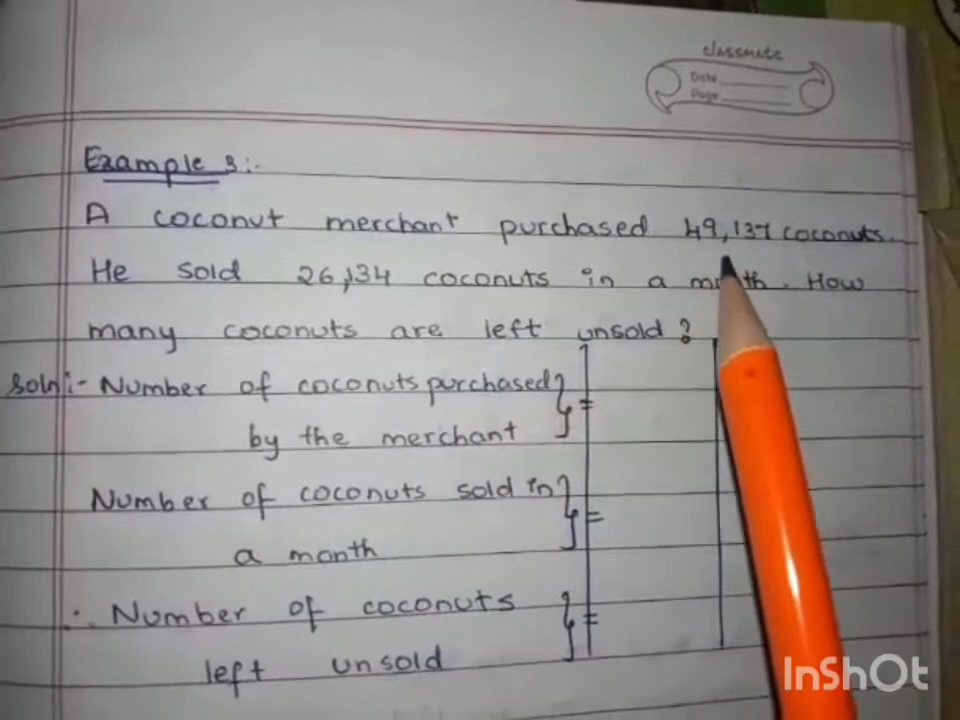 classmate
Date
Page
Example 3:-
A coconut merchant purchased 49,137 coconuts.
He sold 26,134 coconuts in a month. How
many coconuts are left unsold?
Soln:- Number of coconuts purchased } =
by the merchant
Number of coconuts sold in } =
a month
∴ Number of coconuts } =
left unsold
InShOt